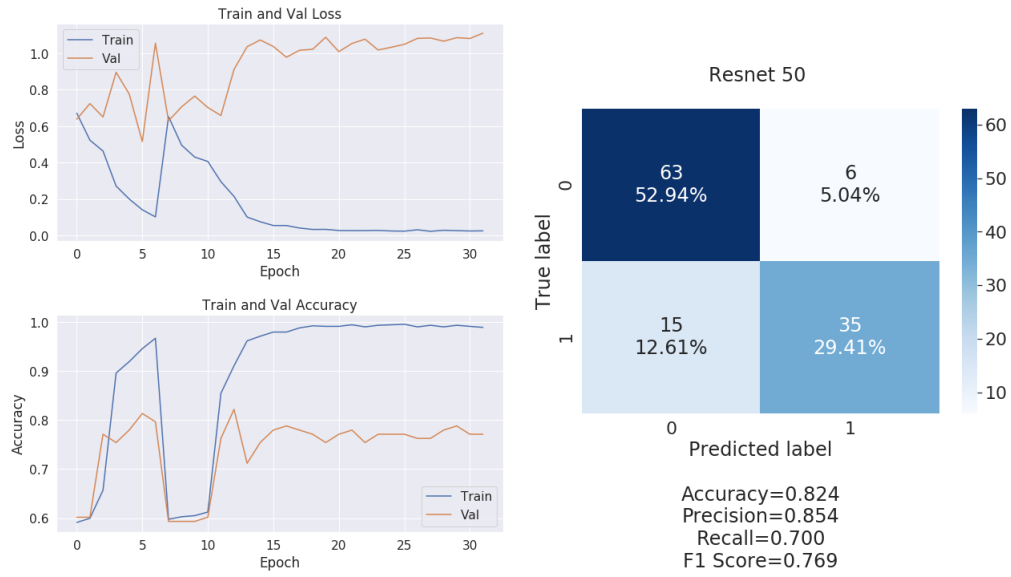 Train and Val Loss
Train
Val
1.0
0.8
0.6
0.4
0.2
0.0
Loss
0 5 10 15 20 25 30
Epoch
Train and Val Accuracy
1.0
0.9
0.8
0.7
0.6
Accuracy
Train
Val
0 5 10 15 20 25 30
Epoch
Resnet 50
True label
0
63 6
52.94% 5.04%
1
15 35
12.61% 29.41%
0 1
Predicted label
60
50
40
30
20
10
Accuracy=0.824
Precision=0.854
Recall=0.700
F1 Score=0.769